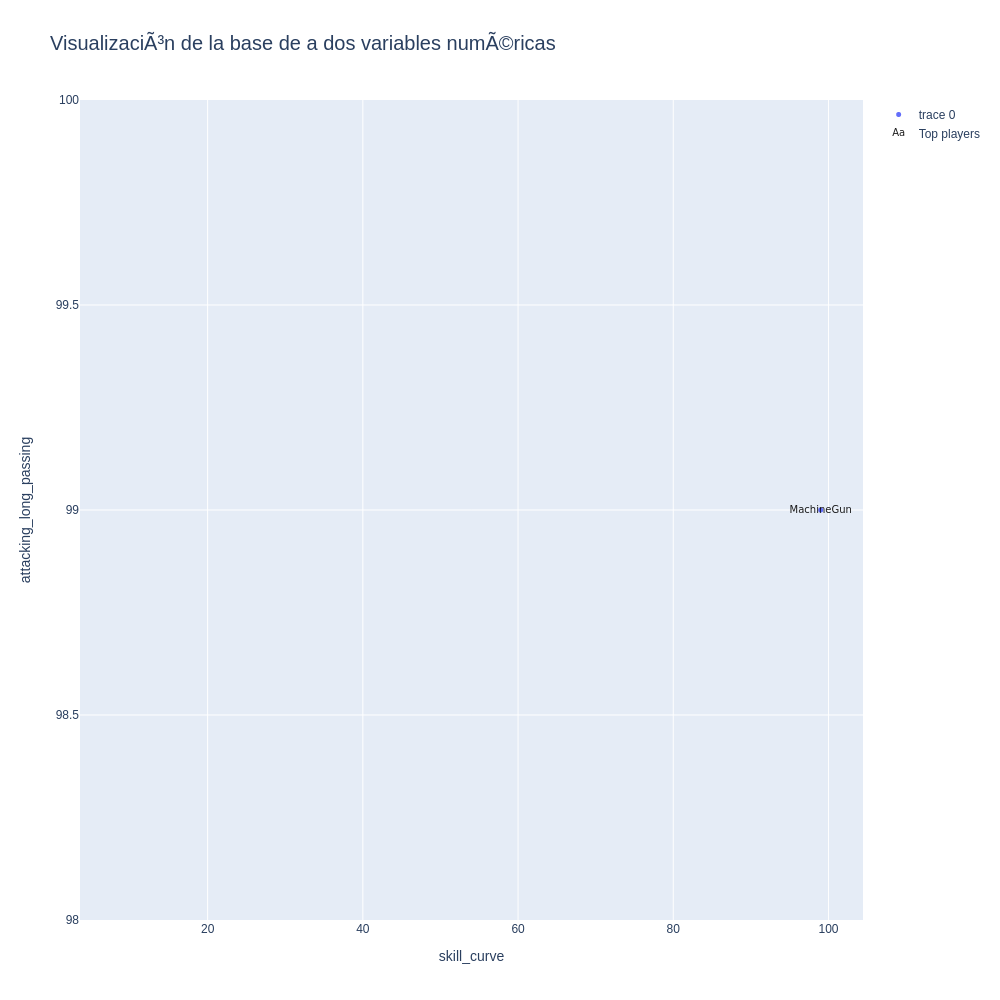 VisualizaciÃ³n de la base de a dos variables numÃ©ricas
100
99.5
99
98.5
98
attacking_long_passing
MachineGun
20 40 60 80 100
skill_curve
trace 0
Aa Top players